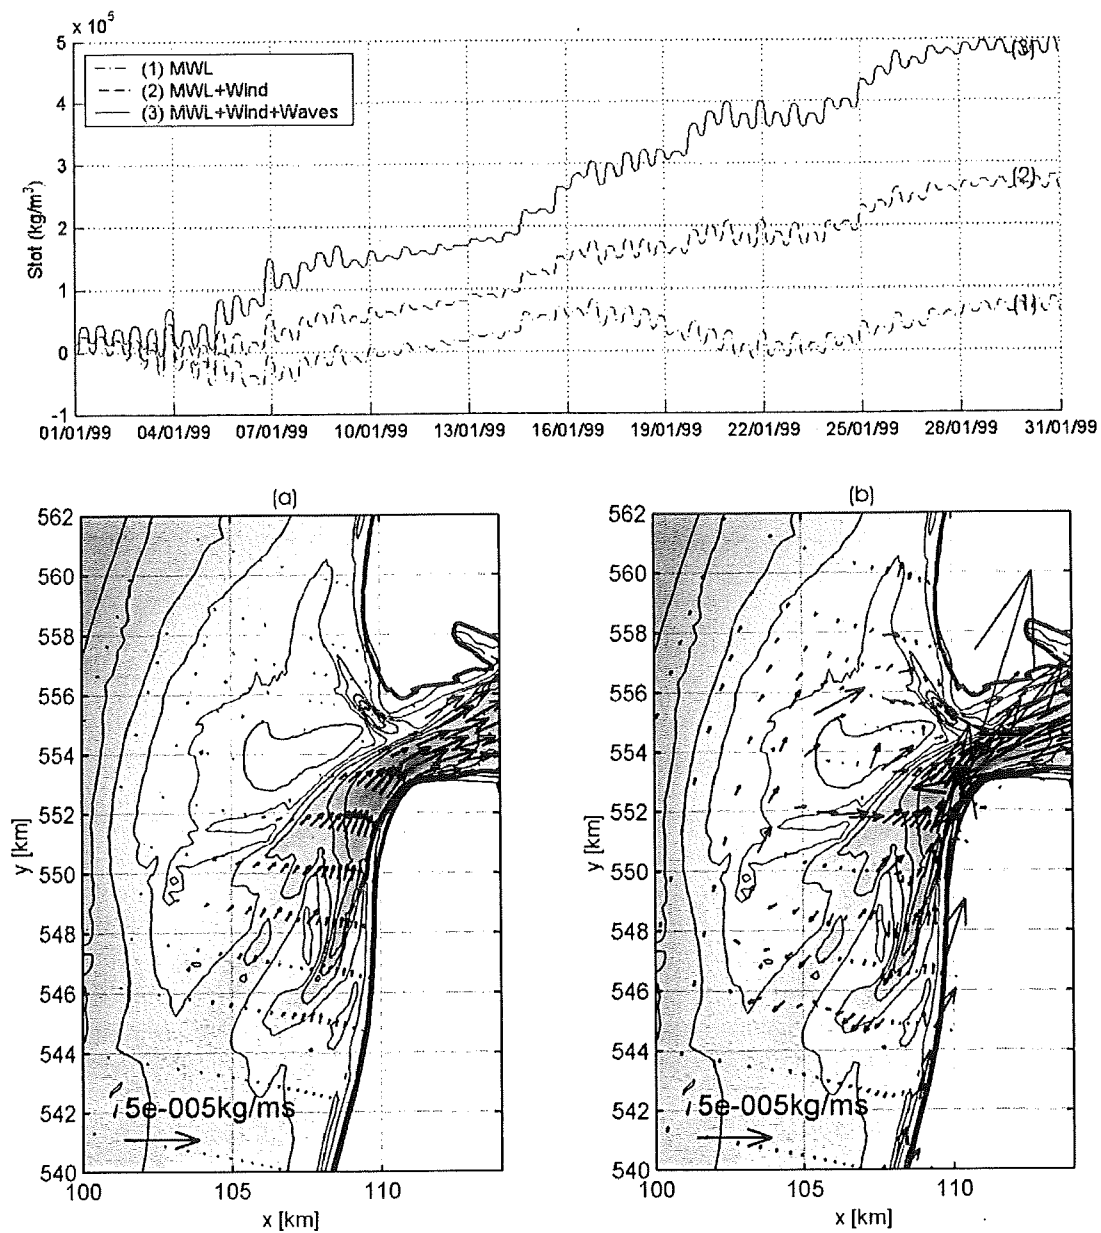 x 10⁵
5
4
3
2
1
0
-1
Stot (kg/m³)
(1) MWL
(2) MWL+Wind
(3) MWL+Wind+Waves
(3)
(2)
(1)
01/01/99 04/01/99 07/01/99 10/01/99 13/01/99 16/01/99 19/01/99 22/01/99 25/01/99 28/01/99 31/01/99
(a)
562
560
558
556
554
552
550
548
546
544
542
540
y [km]
5e-005kg/ms
100 105 110
x [km]
(b)
562
560
558
556
554
552
550
548
546
544
542
540
y [km]
5e-005kg/ms
100 105 110
x [km]